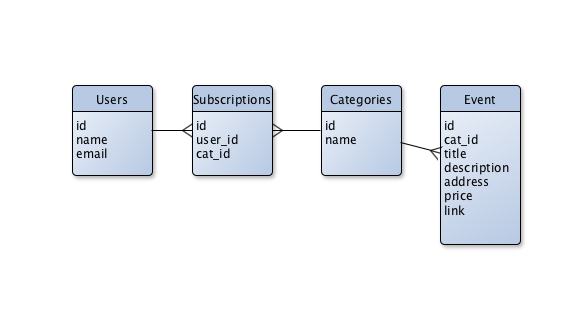 Users
id
name
email
Subscriptions
id
user_id
cat_id
Categories
id
name
Event
id
cat_id
title
description
address
price
link